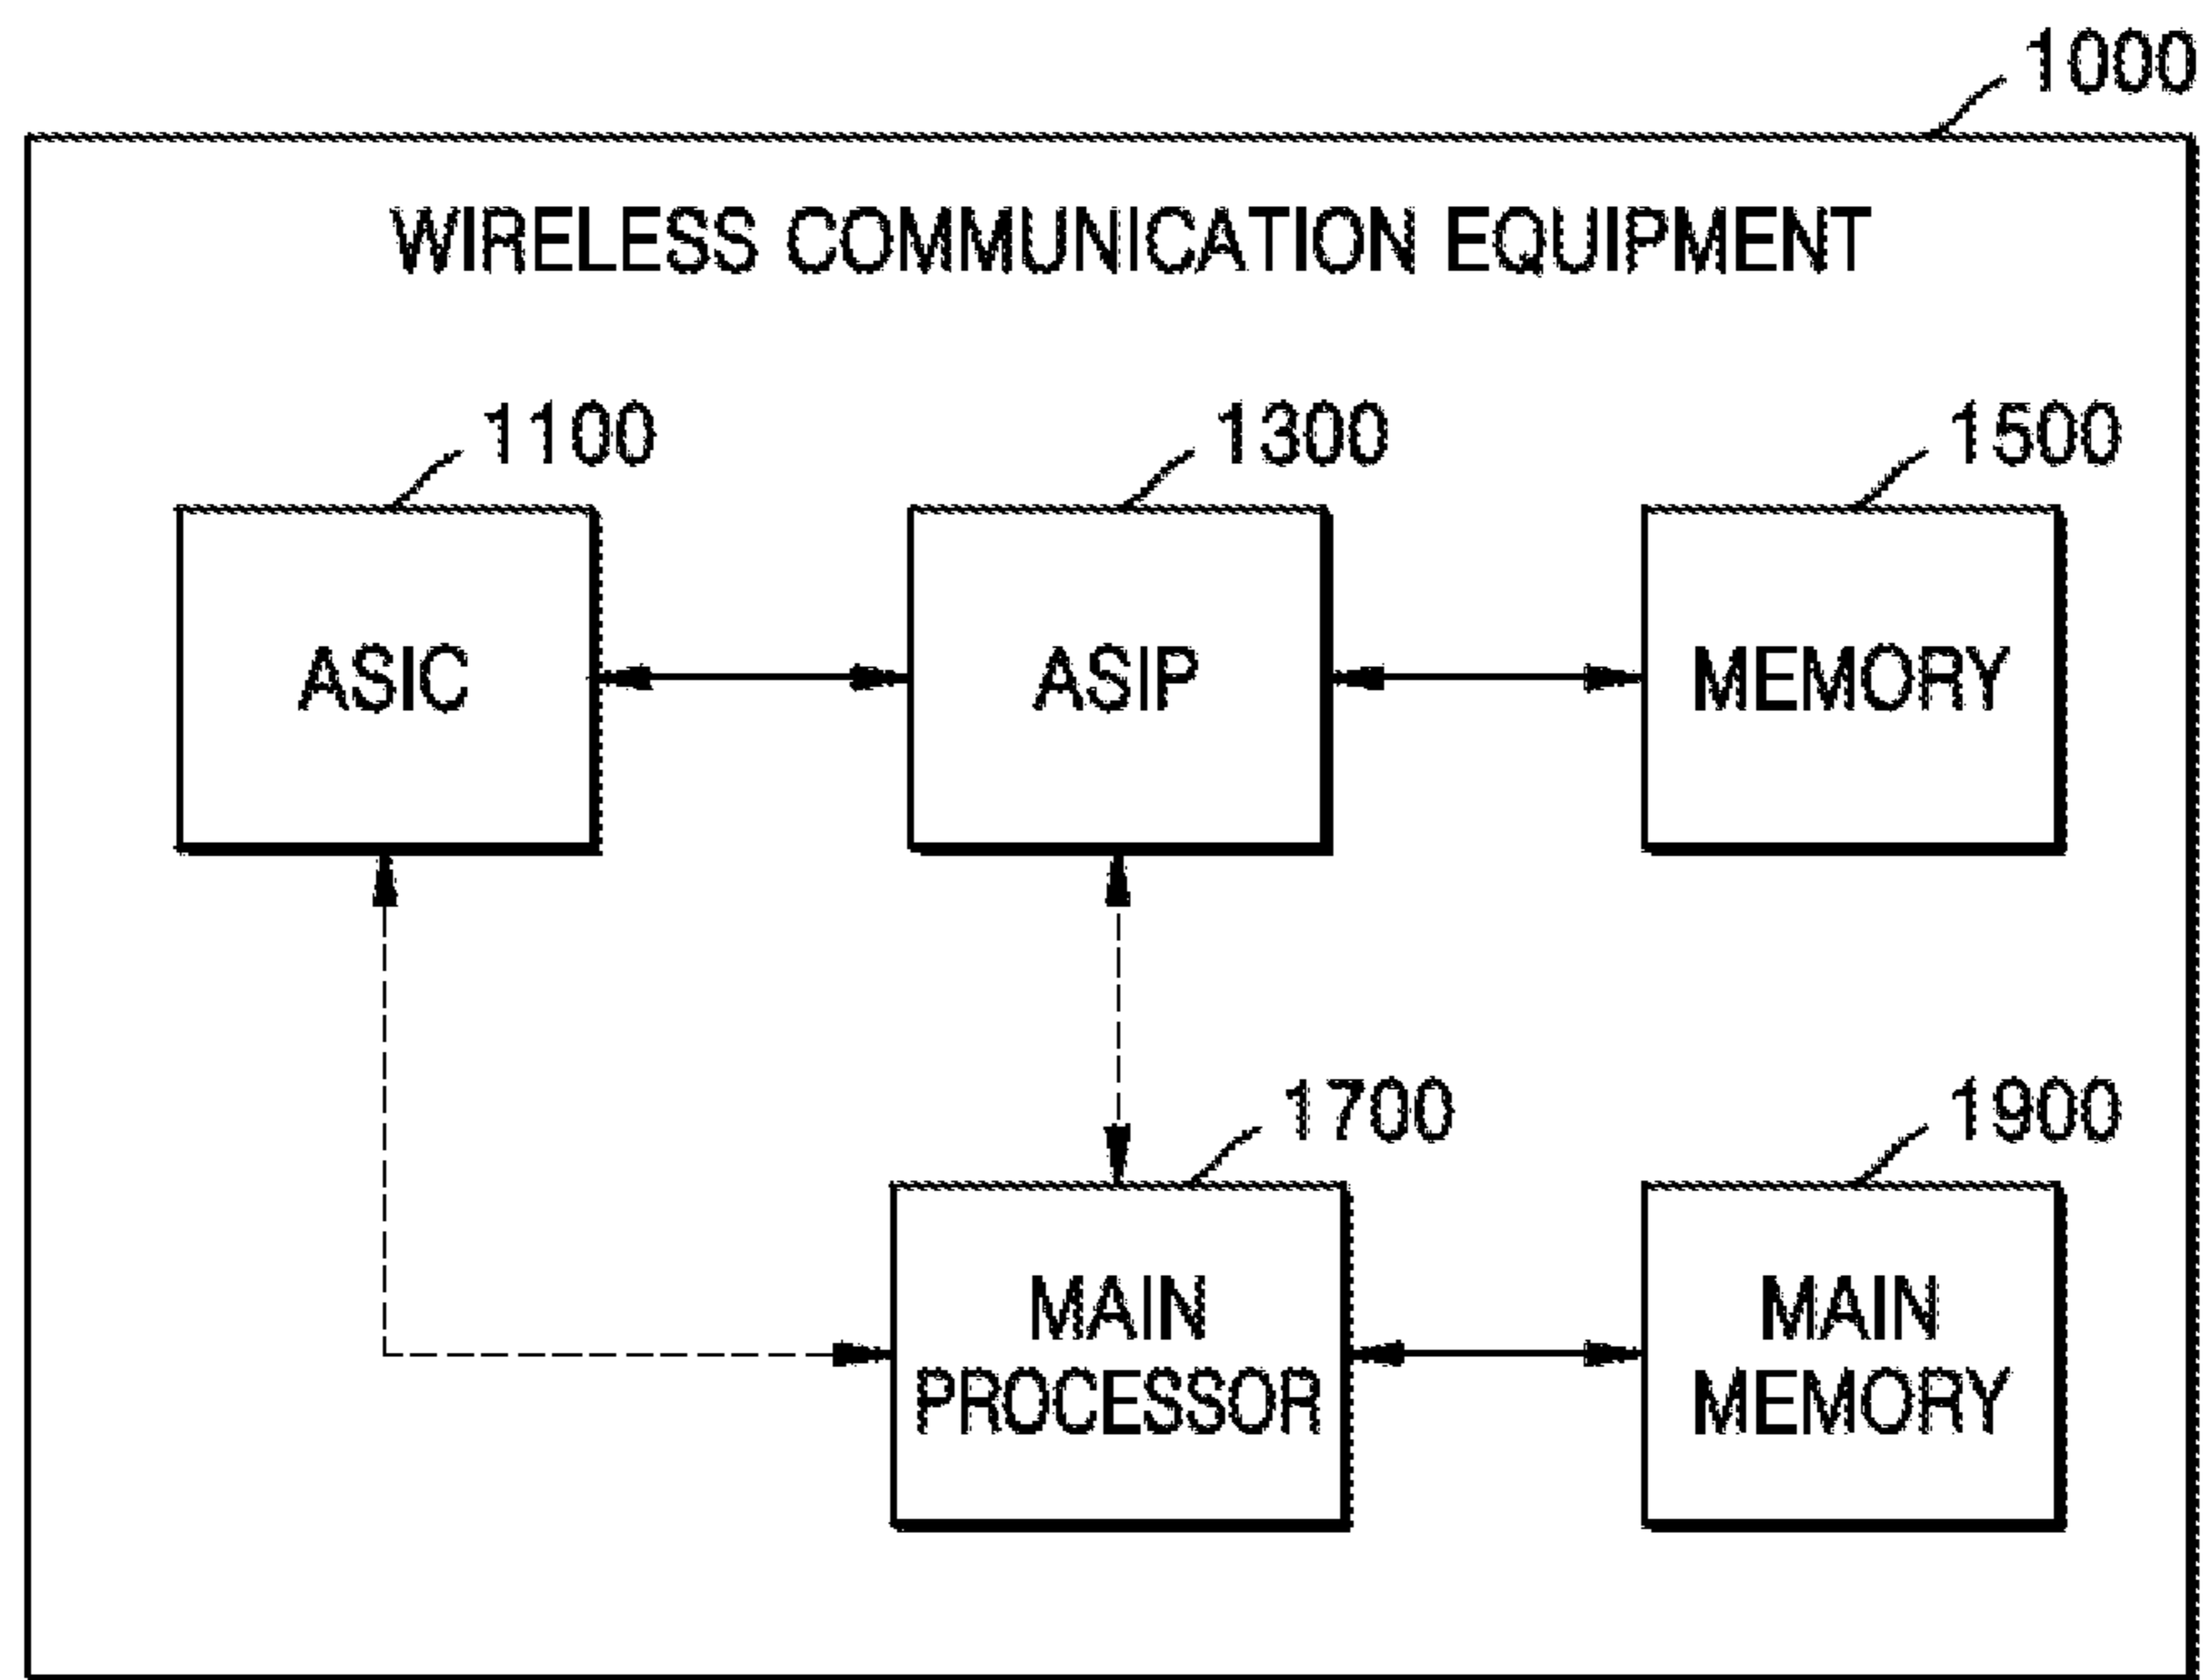 1000
WIRELESS COMMUNICATION EQUIPMENT
1100
1300
1500
ASIC
ASIP
MEMORY
1700
1900
MAIN
PROCESSOR
MAIN
MEMORY